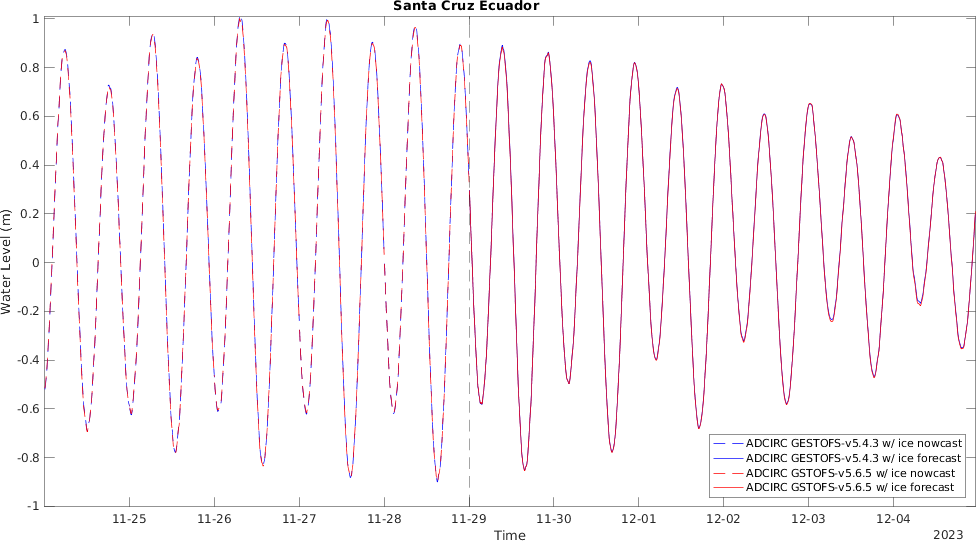 Santa Cruz Ecuador
1
0.8
0.6
0.4
0.2
0
-0.2
-0.4
-0.6
-0.8
-1
Water Level (m)
ADCIRC GESTOFS-v5.4.3 w/ ice nowcast
ADCIRC GESTOFS-v5.4.3 w/ ice forecast
ADCIRC GSTOFS-v5.6.5 w/ ice nowcast
ADCIRC GSTOFS-v5.6.5 w/ ice forecast
11-25 11-26 11-27 11-28 11-29 11-30 12-01 12-02 12-03 12-04
Time
2023